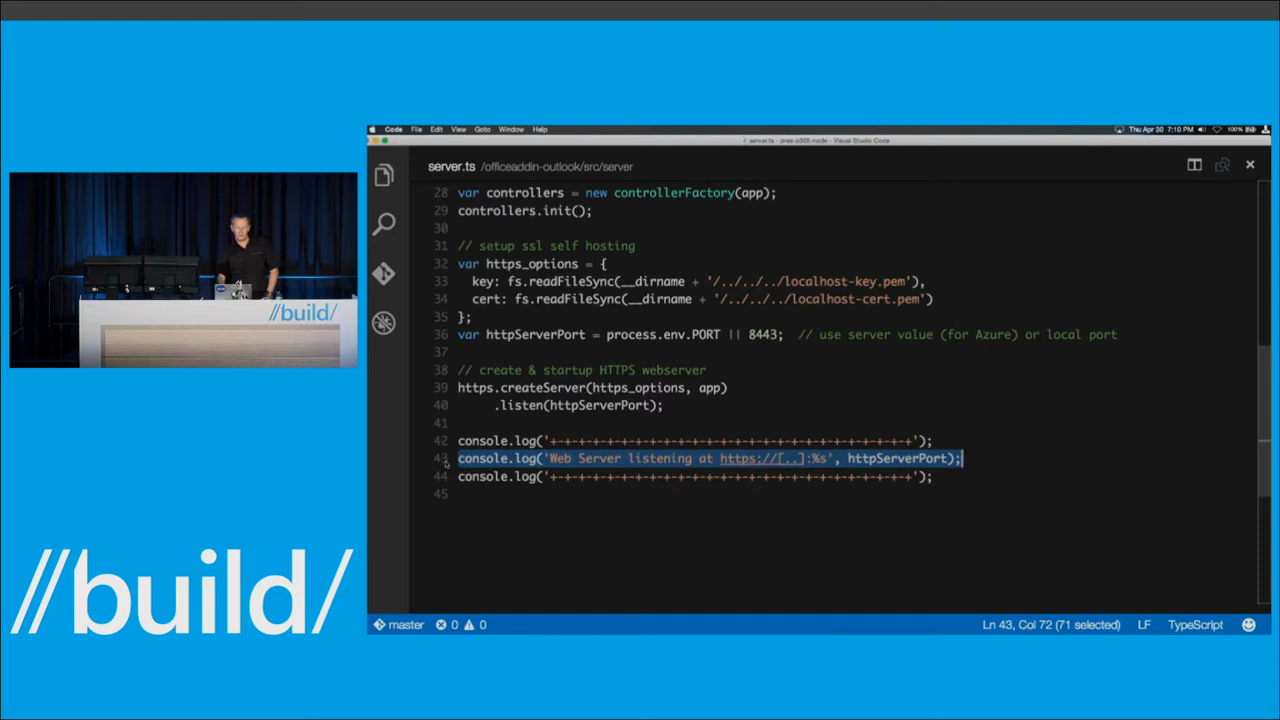 Code File Edit View Goto Window Help
Thu Apr 30 7:10 PM 100%
server.ts - pres-o365-node - Visual Studio Code
server.ts /officeaddin-outlook/src/server
28 var controllers = new controllerFactory(app);
29 controllers.init();
30
31 // setup ssl self hosting
32 var https_options = {
33 key: fs.readFileSync(__dirname + '/../../../localhost-key.pem'),
34 cert: fs.readFileSync(__dirname + '/../../../localhost-cert.pem')
35 };
36 var httpServerPort = process.env.PORT || 8443; // use server value (for Azure) or local port
37
38 // create & startup HTTPS webserver
39 https.createServer(https_options, app)
40 .listen(httpServerPort);
41
42 console.log('+-+-+-+-+-+-+-+-+-+-+-+-+-+-+-+-+-+-+-+-+-+-+-+-+-+');
43 console.log('Web Server listening at https://[..]:%s', httpServerPort);
44 console.log('+-+-+-+-+-+-+-+-+-+-+-+-+-+-+-+-+-+-+-+-+-+-+-+-+-+');
45
master 0 0
Ln 43, Col 72 (71 selected) LF TypeScript
//build/
//build/